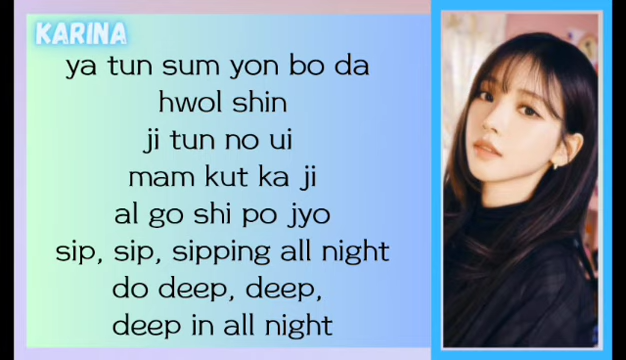 KARINA
ya tun sum yon bo da
hwol shin
ji tun no ui
mam kut ka ji
al go shi po jyo
sip, sip, sipping all night
do deep, deep,
deep in all night